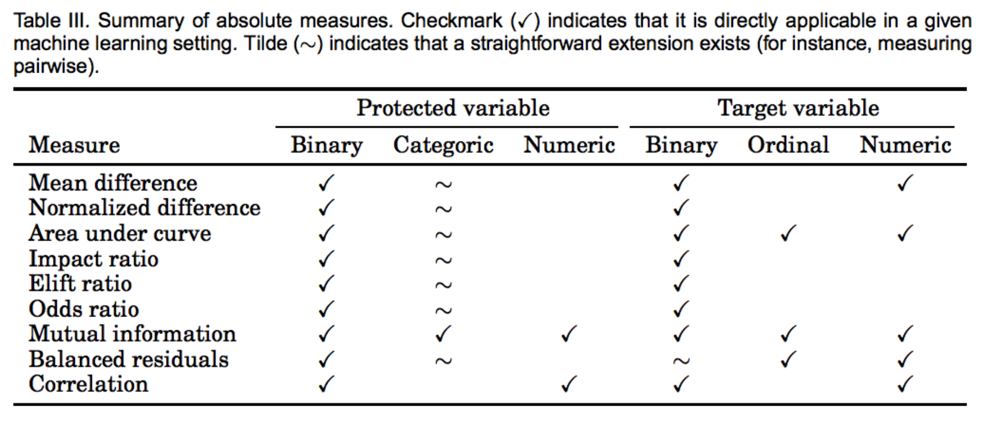 Table III. Summary of absolute measures. Checkmark (✓) indicates that it is directly applicable in a given
machine learning setting. Tilde (∼) indicates that a straightforward extension exists (for instance, measuring
pairwise).
Protected variable Target variable
Measure Binary Categoric Numeric Binary Ordinal Numeric
Mean difference ✓ ∼ ✓ ✓
Normalized difference ✓ ∼ ✓
Area under curve ✓ ∼ ✓ ✓ ✓
Impact ratio ✓ ∼ ✓
Elift ratio ✓ ∼ ✓
Odds ratio ✓ ∼ ✓
Mutual information ✓ ✓ ✓ ✓ ✓ ✓
Balanced residuals ✓ ∼ ∼ ✓ ✓
Correlation ✓ ✓ ✓ ✓